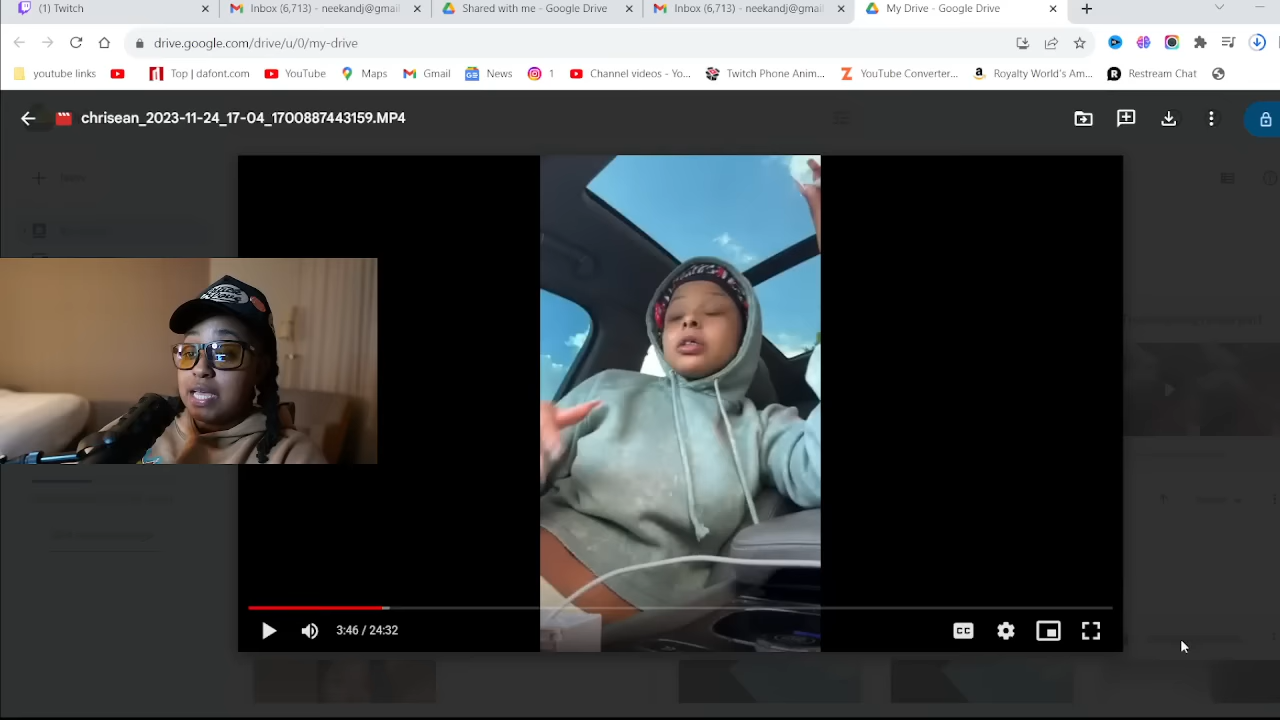 (1) Twitch
Inbox (6,713) - neekandj@gmai
Shared with me - Google Drive
Inbox (6,713) - neekandj@gmail
My Drive - Google Drive
drive.google.com/drive/u/0/my-drive
youtube links
Top | dafont.com
YouTube
Maps
Gmail
News
1
Channel videos - Yo...
Twitch Phone Anim...
YouTube Converter...
Royalty World's Am...
Restream Chat
chrisean_2023-11-24_17-04_1700887443159.MP4
3:46 / 24:32
CC